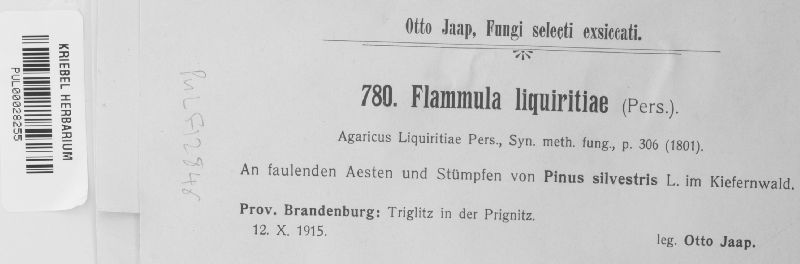 Otto Jaap, Fungi selecti exsiccati.
780. Flammula liquiritiae (Pers.).
Agaricus Liquiritiae Pers., Syn. meth. fung., p. 306 (1801).
An faulenden Aesten und Stümpfen von Pinus silvestris L. im Kiefernwald.
Prov. Brandenburg: Triglitz in der Prignitz.
12. X. 1915.
leg. Otto Jaap.
KRIEBEL HERBARIUM
PUL00028255
PULF12848